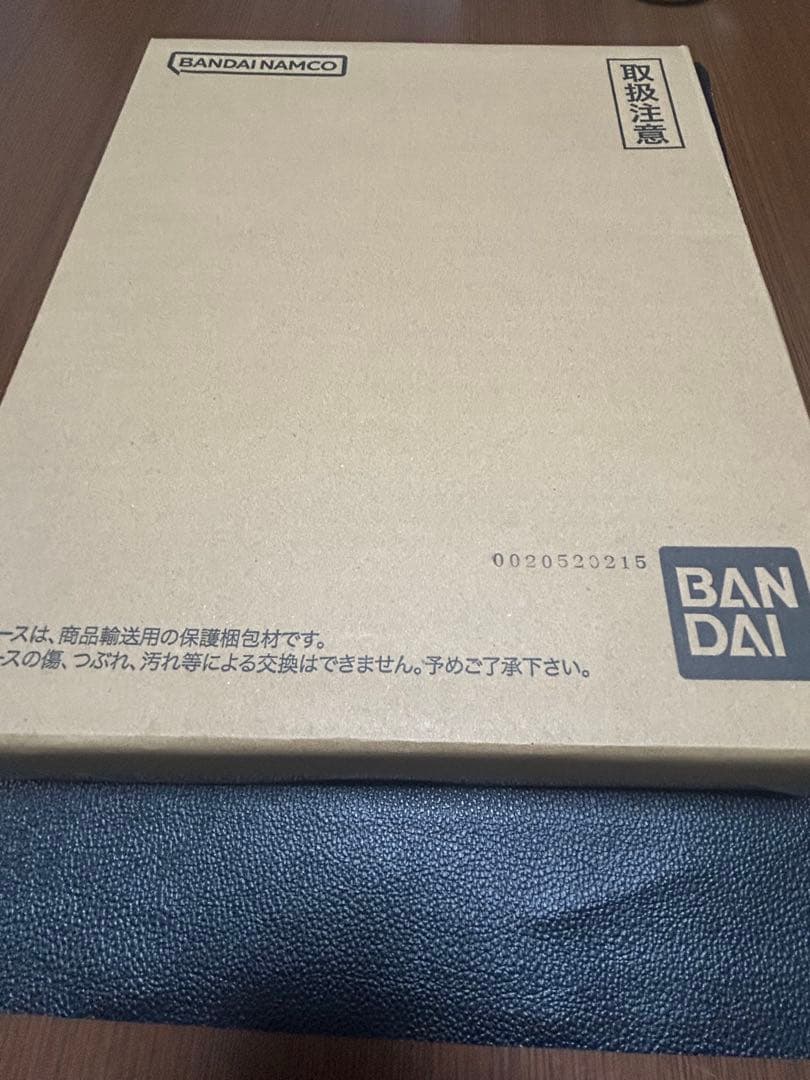 BANDAI NAMCO
取扱注意
0020520215
BAN
DAI
ースは、商品輸送用の保護梱包材です。
ースの傷、つぶれ、汚れ等による交換はできません。予めご了承下さい。